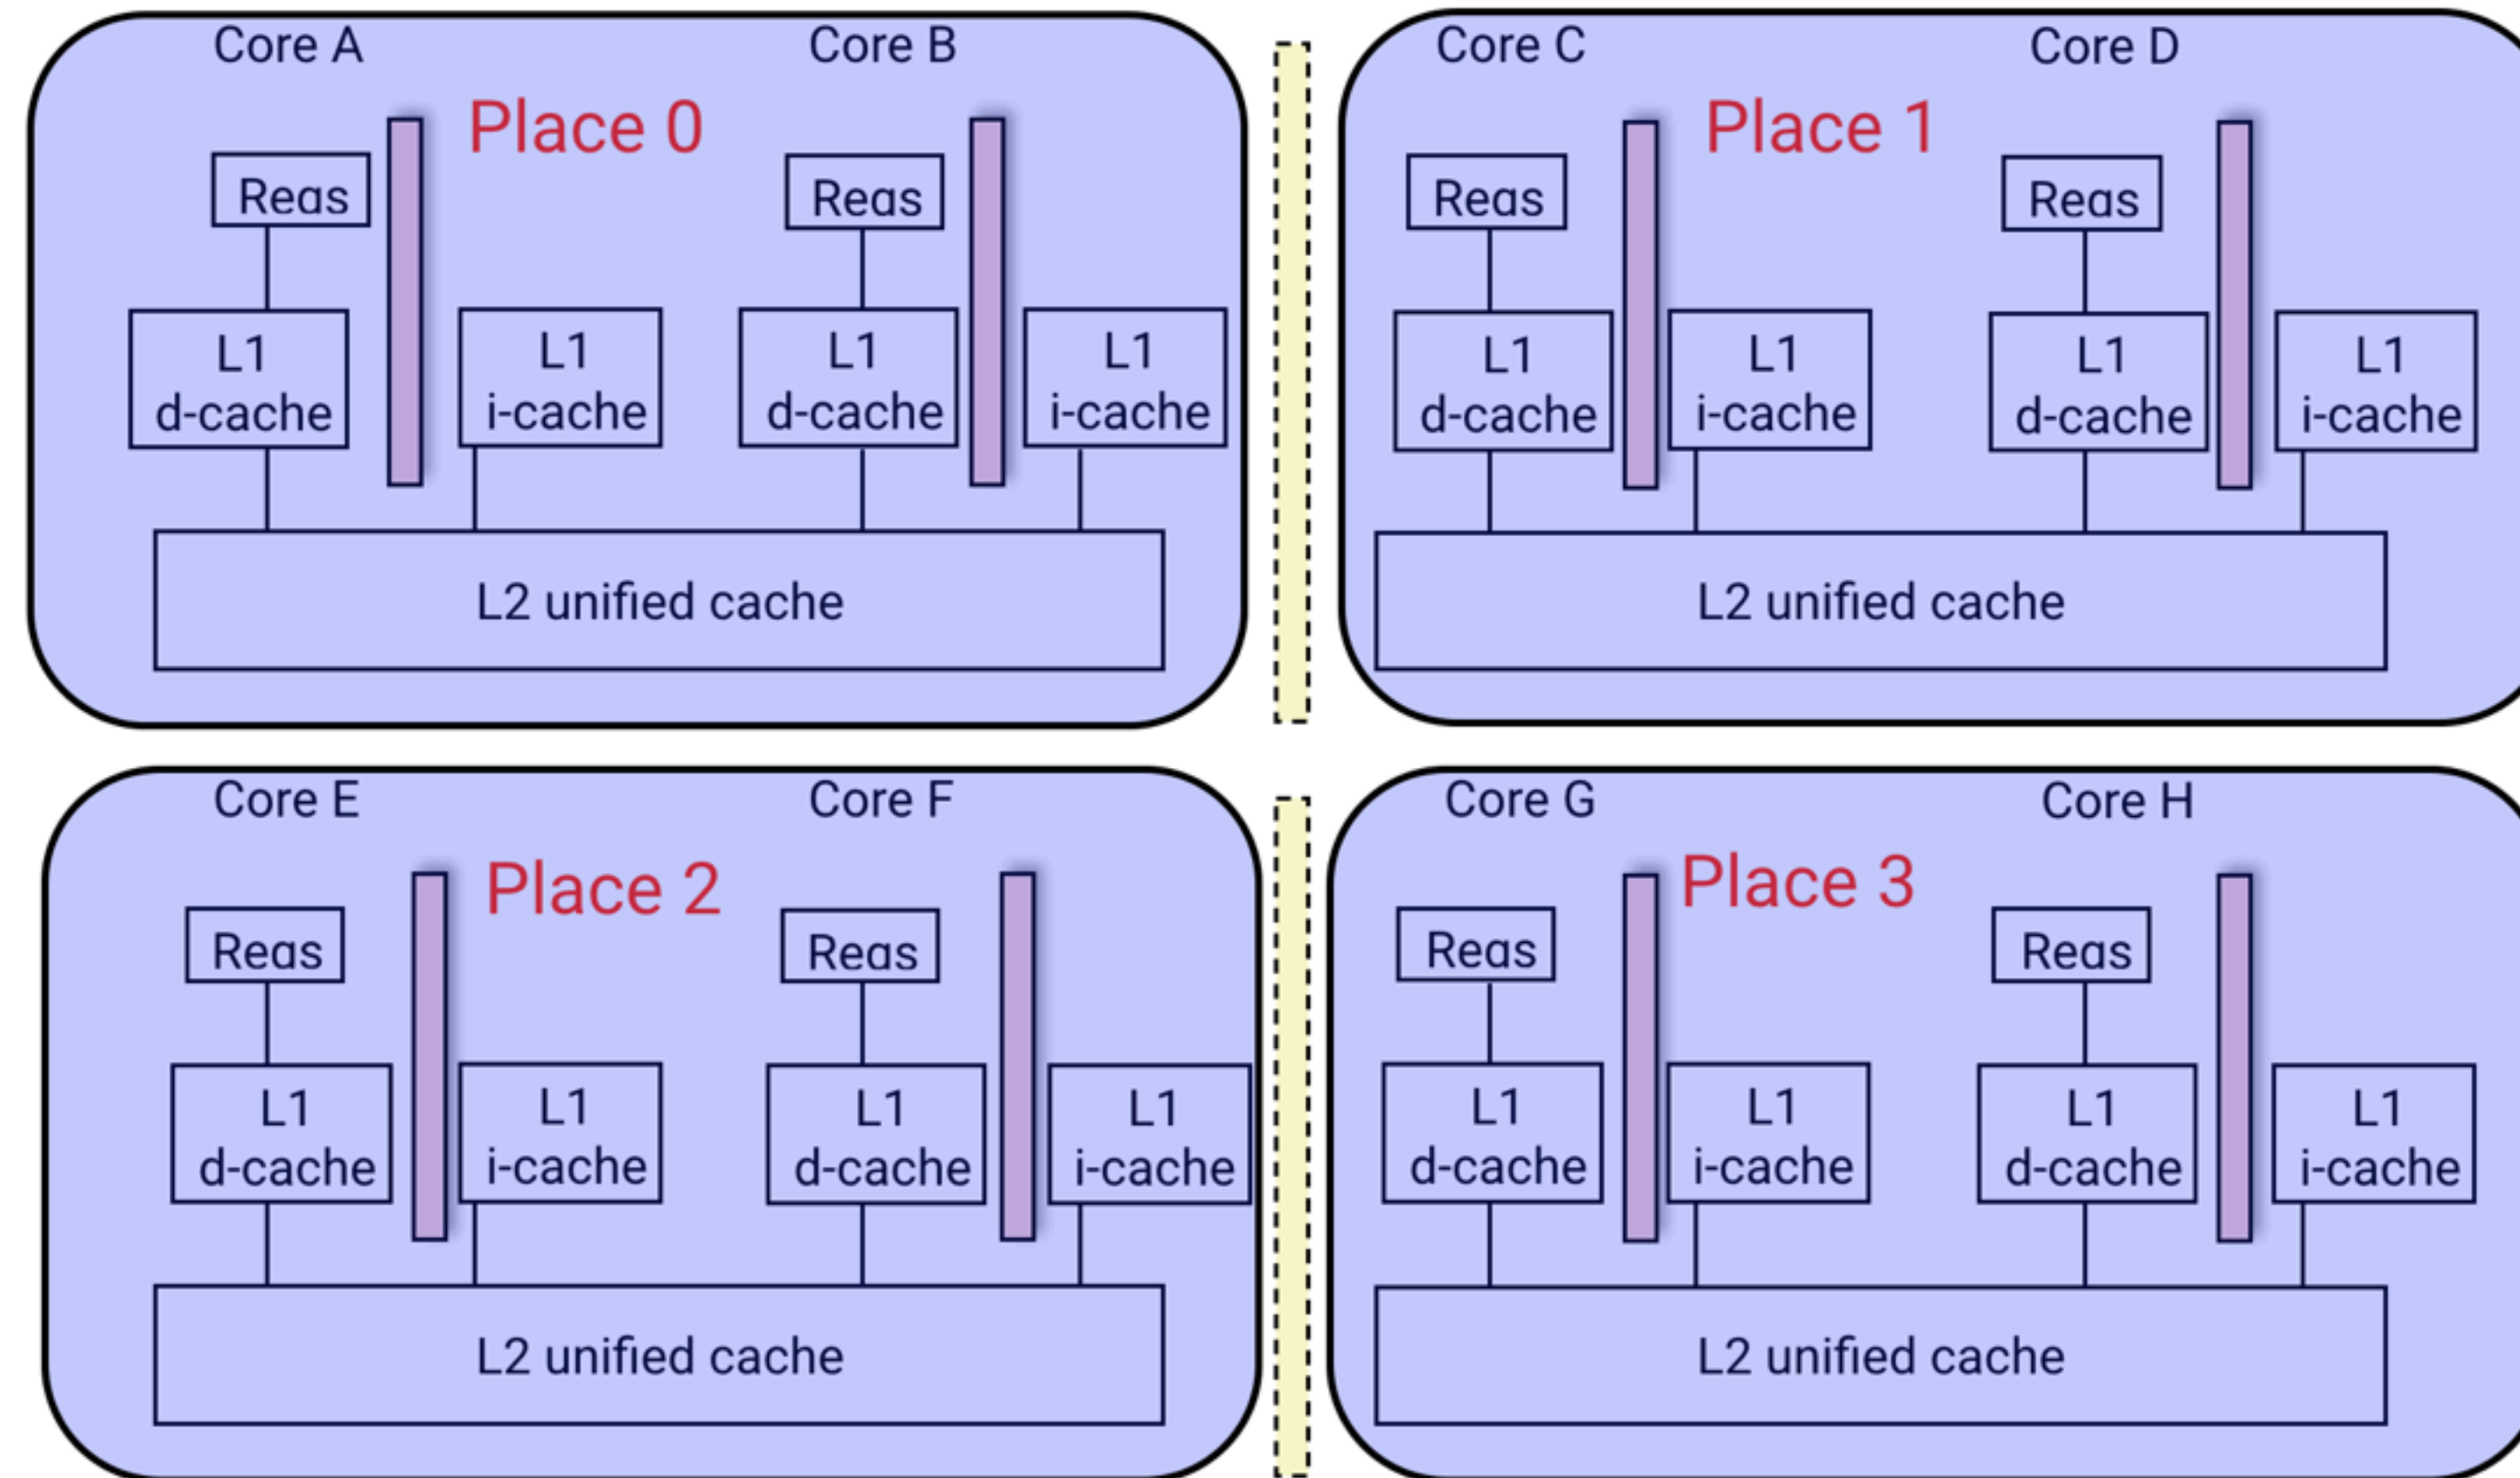 Core A
Core B
Core C
Core D
Place 0
Place 1
Regs
Regs
Regs
Regs
L1
d-cache
L1
i-cache
L1
d-cache
L1
i-cache
L1
d-cache
L1
i-cache
L1
d-cache
L1
i-cache
L2 unified cache
L2 unified cache
Core E
Core F
Core G
Core H
Place 2
Place 3
Regs
Regs
Regs
Regs
L1
d-cache
L1
i-cache
L1
d-cache
L1
i-cache
L1
d-cache
L1
i-cache
L1
d-cache
L1
i-cache
L2 unified cache
L2 unified cache